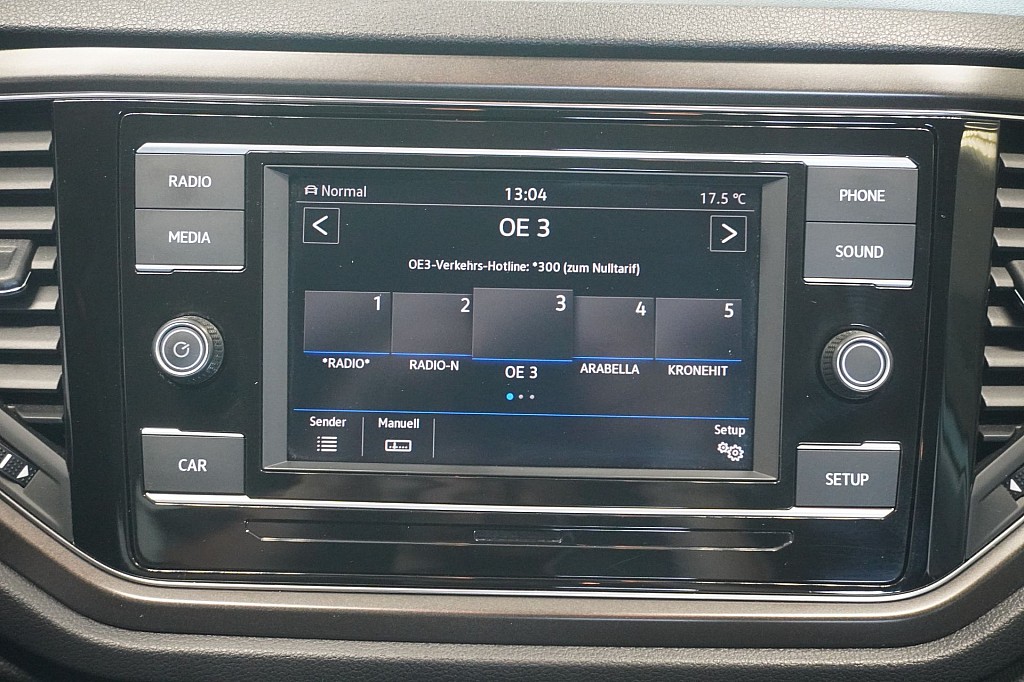 RADIO
MEDIA
Normal
13:04
17.5 °C
OE 3
OE3-Verkehrs-Hotline: *300 (zum Nulltarif)
1
2
3
4
5
*RADIO*
RADIO-N
OE 3
ARABELLA
KRONEHIT
Sender
Manuell
Setup
PHONE
SOUND
CAR
SETUP